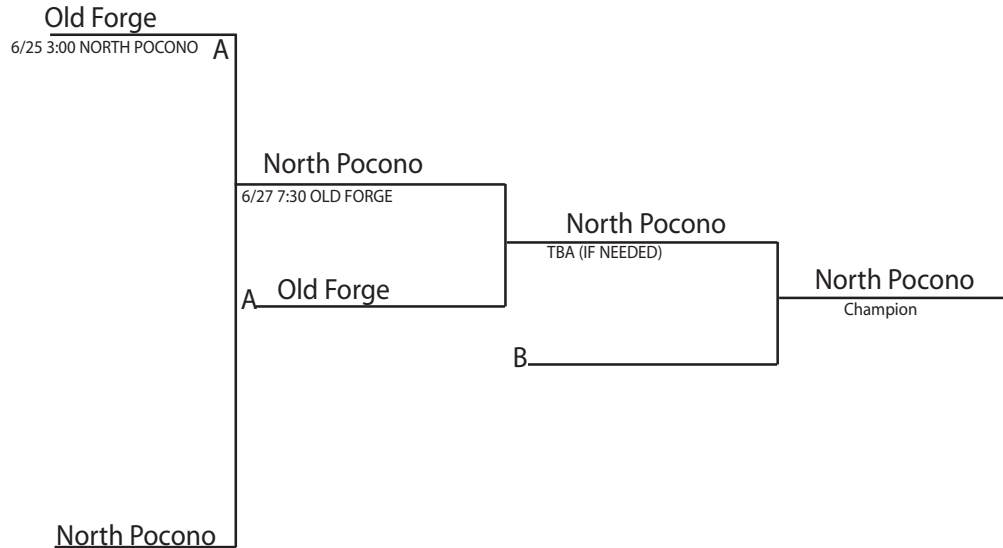 Old Forge
6/25 3:00 NORTH POCONO
A
North Pocono
6/27 7:30 OLD FORGE
North Pocono
TBA (IF NEEDED)
North Pocono
Champion
A
Old Forge
B
North Pocono